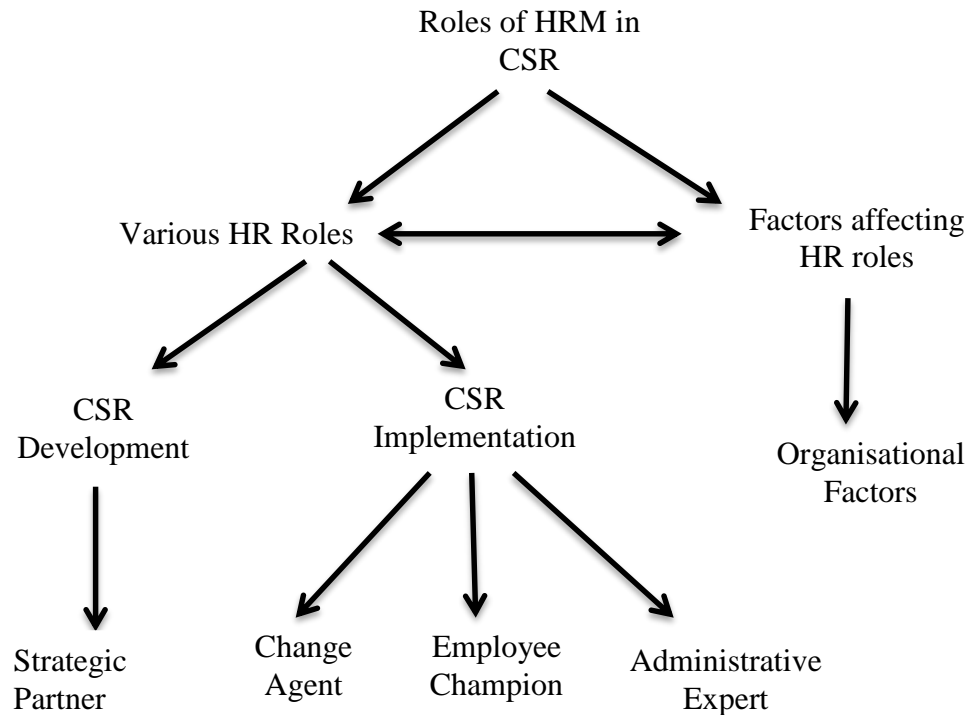 Roles of HRM in
CSR
Various HR Roles
Factors affecting
HR roles
CSR
Development
CSR
Implementation
Organisational
Factors
Strategic
Partner
Change
Agent
Employee
Champion
Administrative
Expert